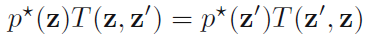 p⋆(z)T(z, z′) = p⋆(z′)T(z′, z)